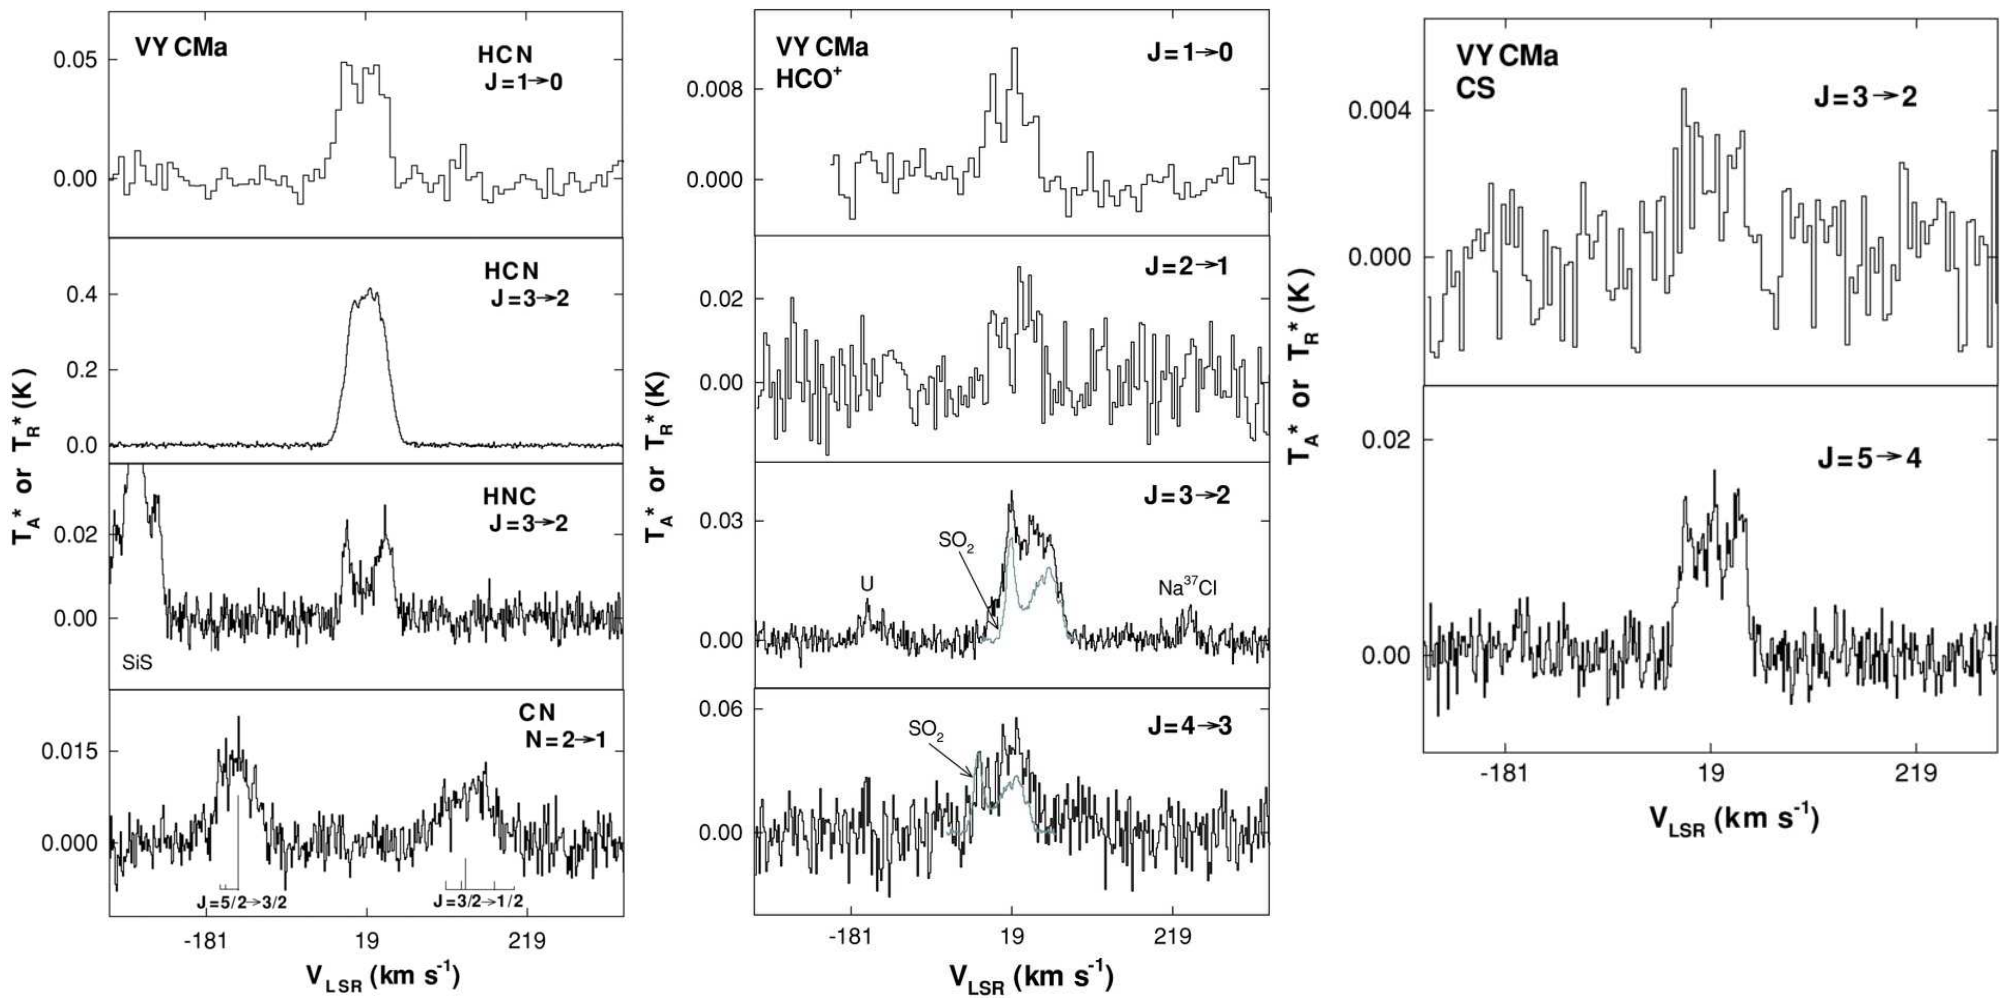 VY CMa
HCN
J=1→0
0.05
0.00
HCN
J=3→2
0.4
0.2
0.0
HNC
J=3→2
0.02
0.00
SiS
CN
N=2→1
0.015
0.000
J=5/2→3/2
J=3/2→1/2
-181
19
219
V_LSR (km s⁻¹)
T_A* or T_R* (K)
VY CMa
HCO⁺
J=1→0
0.008
0.000
J=2→1
0.02
0.00
J=3→2
0.03
SO₂
U
Na³⁷Cl
0.00
J=4→3
0.06
SO₂
0.00
-181
19
219
V_LSR (km s⁻¹)
T_A* or T_R* (K)
VY CMa
CS
J=3→2
0.004
0.000
J=5→4
0.02
0.00
-181
19
219
V_LSR (km s⁻¹)
T_A* or T_R* (K)